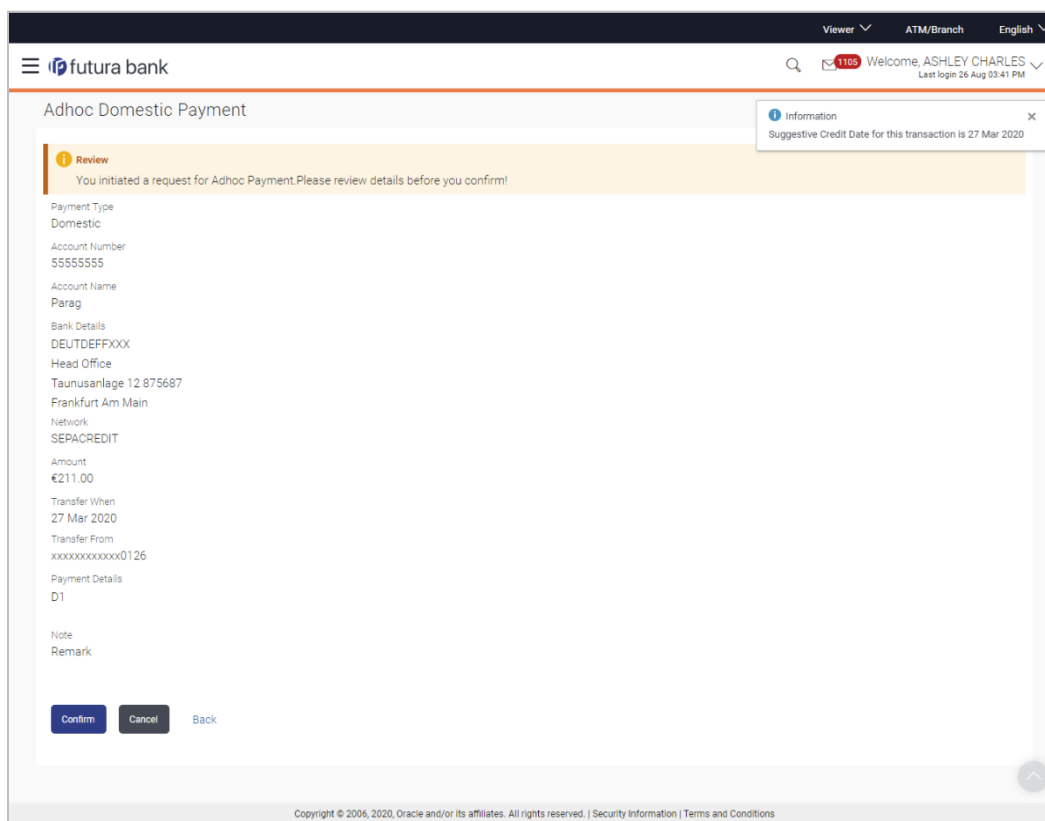 Viewer ATM/Branch English
futura bank
1105 Welcome, ASHLEY CHARLES
Last login 26 Aug 03:41 PM
Adhoc Domestic Payment
Information
Suggestive Credit Date for this transaction is 27 Mar 2020
Review
You initiated a request for Adhoc Payment.Please review details before you confirm!
Payment Type
Domestic
Account Number
55555555
Account Name
Parag
Bank Details
DEUTDEFFXXX
Head Office
Taunusanlage 12 875687
Frankfurt Am Main
Network
SEPACREDIT
Amount
€211.00
Transfer When
27 Mar 2020
Transfer From
xxxxxxxxxxxx0126
Payment Details
D1
Note
Remark
Confirm Cancel Back
Copyright © 2006, 2020, Oracle and/or its affiliates. All rights reserved. | Security Information | Terms and Conditions